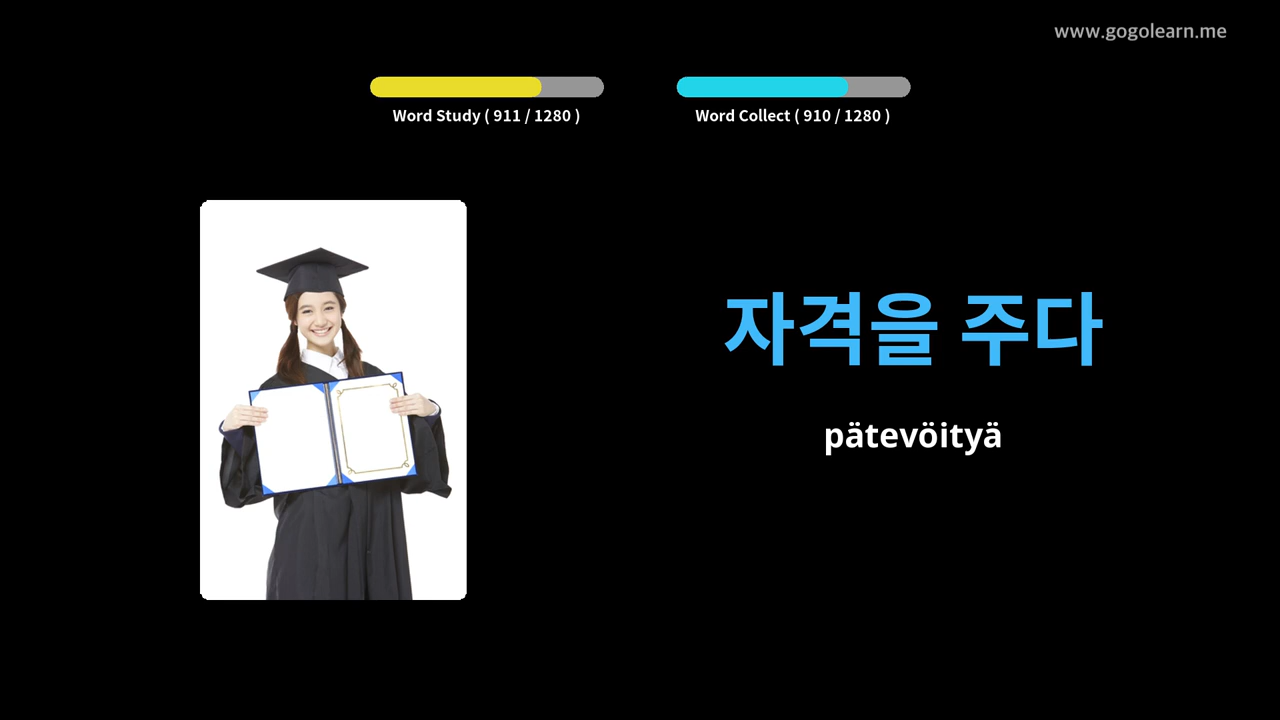 www.gogolearn.me
Word Study ( 911 / 1280 )
Word Collect ( 910 / 1280 )
자격을 주다
pätevöityä